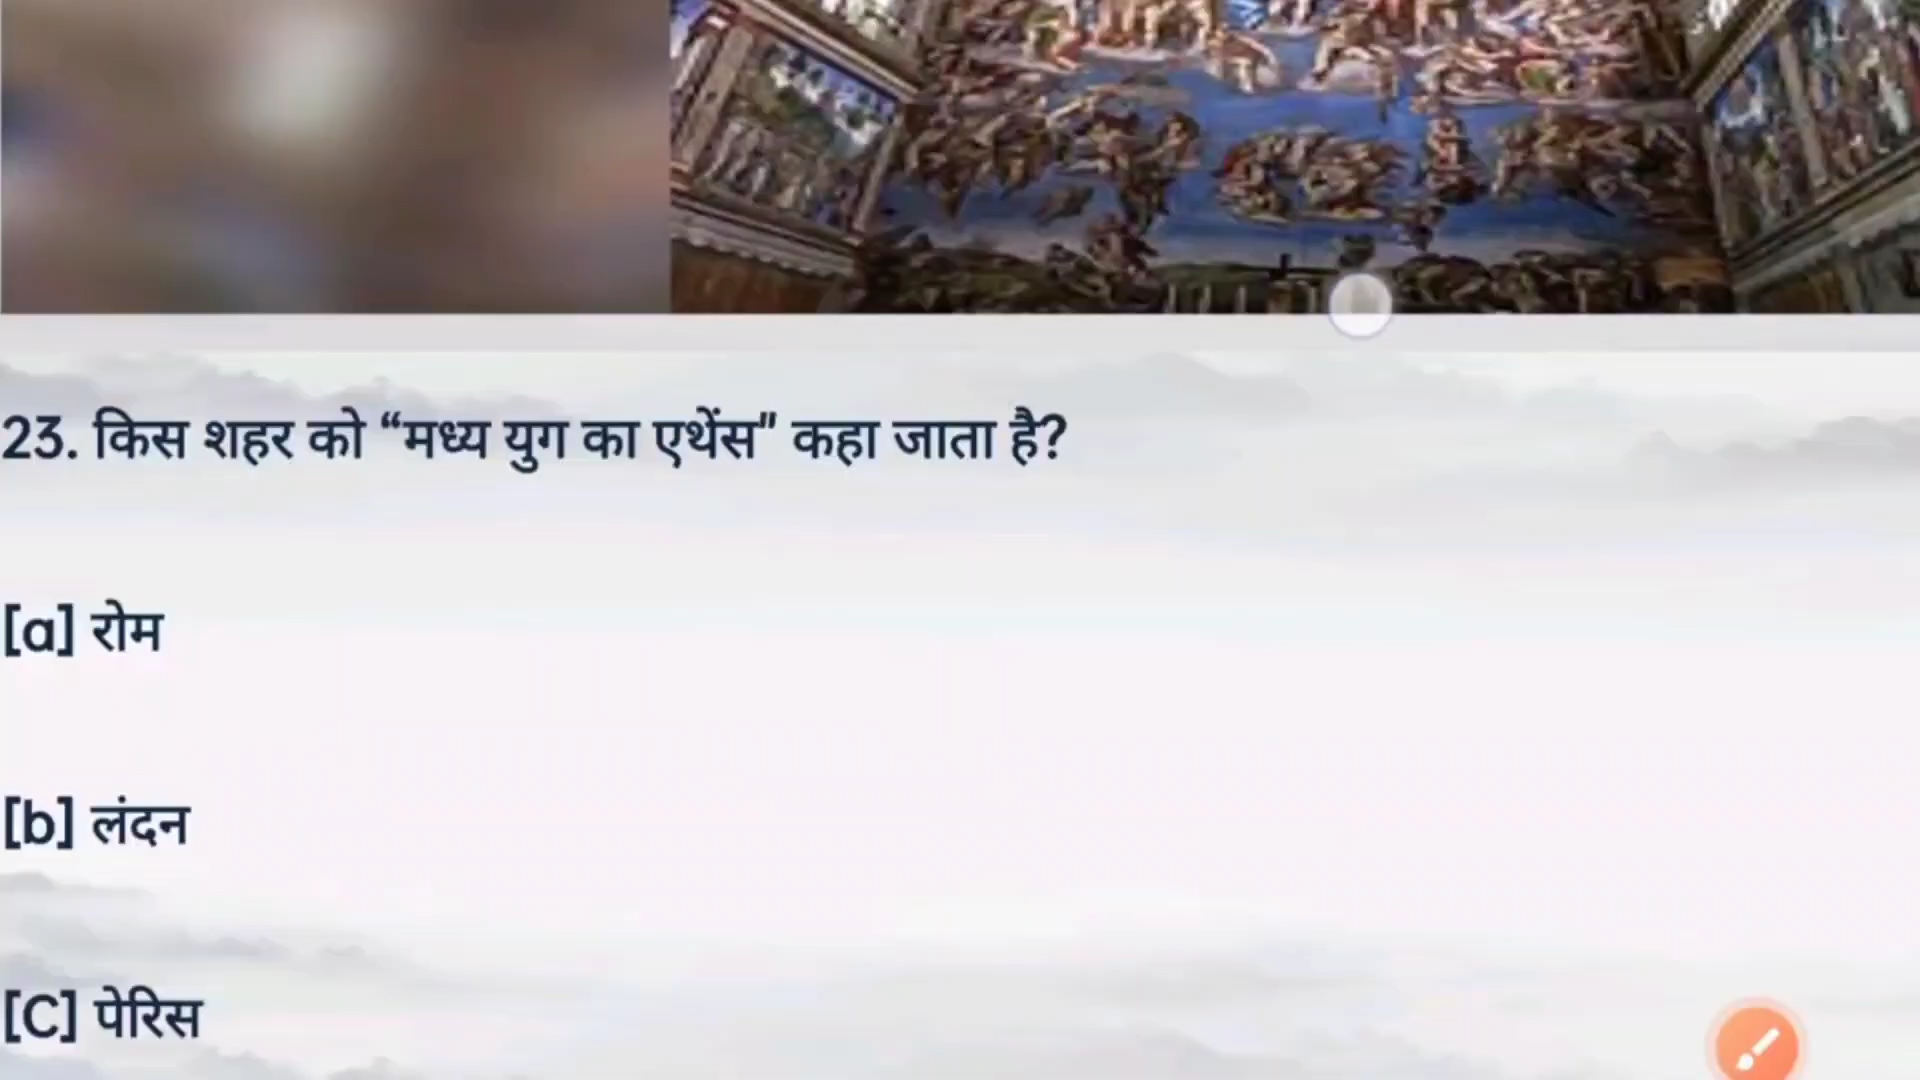 23. किस शहर को “मध्य युग का एथेंस” कहा जाता है?
[a] रोम
[b] लंदन
[C] पेरिस